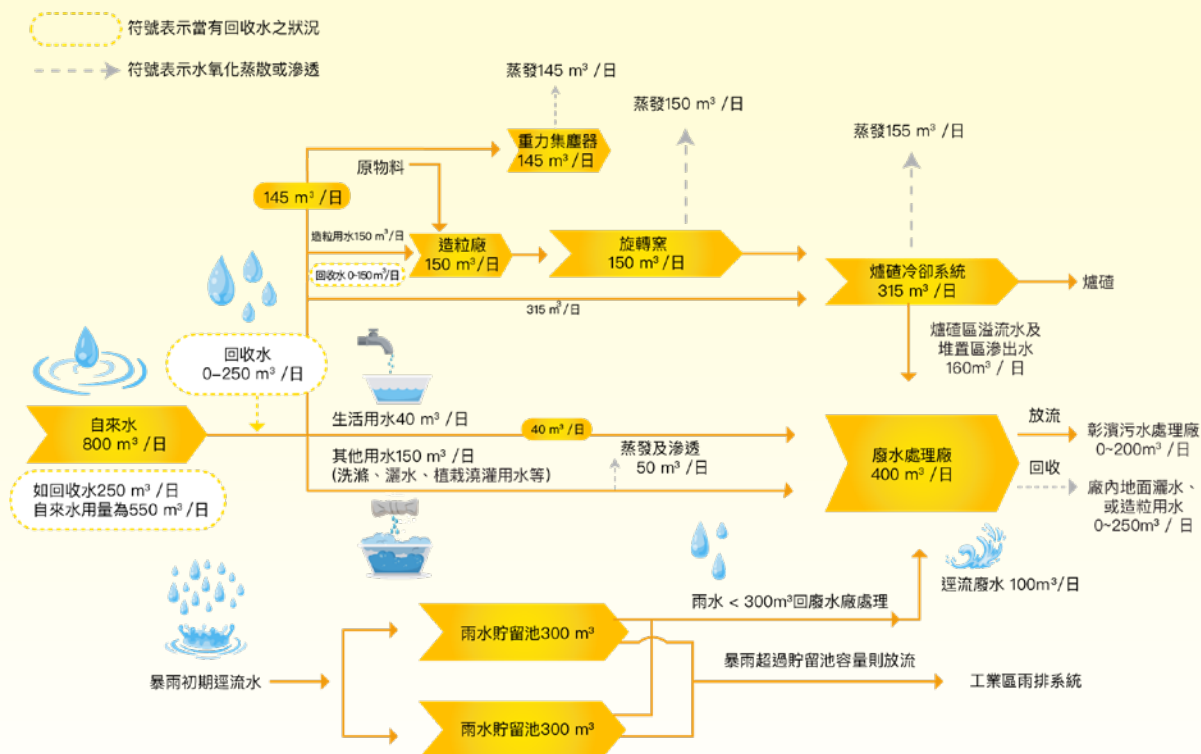 符號表示當有回收水之狀況
符號表示水氧化蒸散或滲透
蒸發145 m³ /日
蒸發150 m³ /日
蒸發155 m³ /日
重力集塵器
145 m³ /日
原物料
145 m³ /日
造粒用水150 m³/日
回收水 0-150m³/日
造粒廠
150 m³/日
旋轉窯
150 m³/日
爐碴冷卻系統
315 m³ /日
爐碴
315 m³/日
爐碴區溢流水及
堆置區滲出水
160m³ / 日
回收水
0–250 m³ /日
自來水
800 m³ /日
如回收水250 m³ /日
自來水用量為550 m³ /日
生活用水40 m³ /日
40 m³ /日
其他用水150 m³ /日
(洗滌、灑水、植栽澆灌用水等)
蒸發及滲透
50 m³ /日
廢水處理廠
400 m³ /日
放流
彰濱污水處理廠
0~200m³ /日
回收
廠內地面灑水、
或造粒用水
0~250m³ / 日
逕流廢水 100m³/日
雨水 < 300m³回廢水廠處理
雨水貯留池300 m³
暴雨初期逕流水
暴雨超過貯留池容量則放流
工業區雨排系統
雨水貯留池300 m³